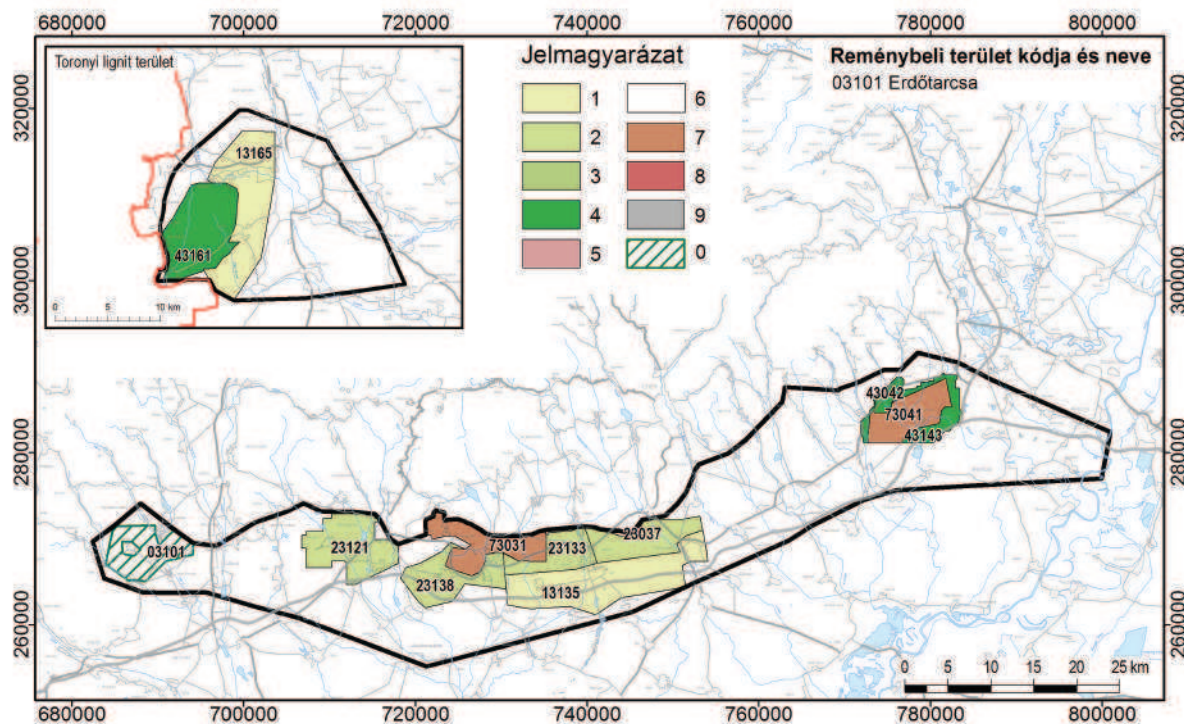 680000 700000 720000 740000 760000 780000 800000
Toronyi lignit terület
13165
43161
0 5 10 km
Jelmagyarázat
1 6
2 7
3 8
4 9
5 0
Reménybeli terület kódja és neve
03101 Erdőtarcsa
320000 320000
300000 300000
280000 280000
260000 260000
43042
73041
43143
03101
23121
73031
23133
23037
23138
13135
0 5 10 15 20 25 km
680000 700000 720000 740000 760000 780000 800000